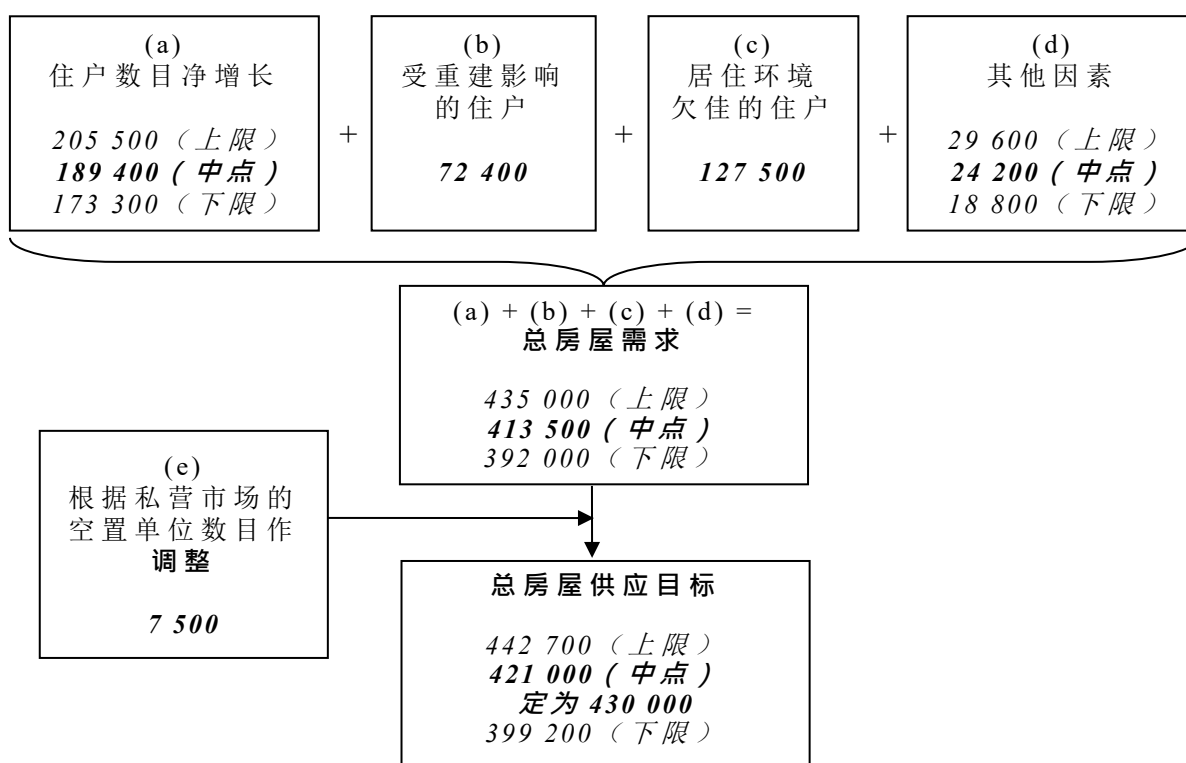 (a)
住户数目净增长
205 500（上限）
189 400（中点）
173 300（下限）
+
(b)
受重建影响
的住户
72 400
+
(c)
居住环境
欠佳的住户
127 500
+
(d)
其他因素
29 600（上限）
24 200（中点）
18 800（下限）
(a) + (b) + (c) + (d) =
总房屋需求
435 000（上限）
413 500（中点）
392 000（下限）
(e)
根据私营市场的
空置单位数目作
调整
7 500
总房屋供应目标
442 700（上限）
421 000（中点）
定为 430 000
399 200（下限）